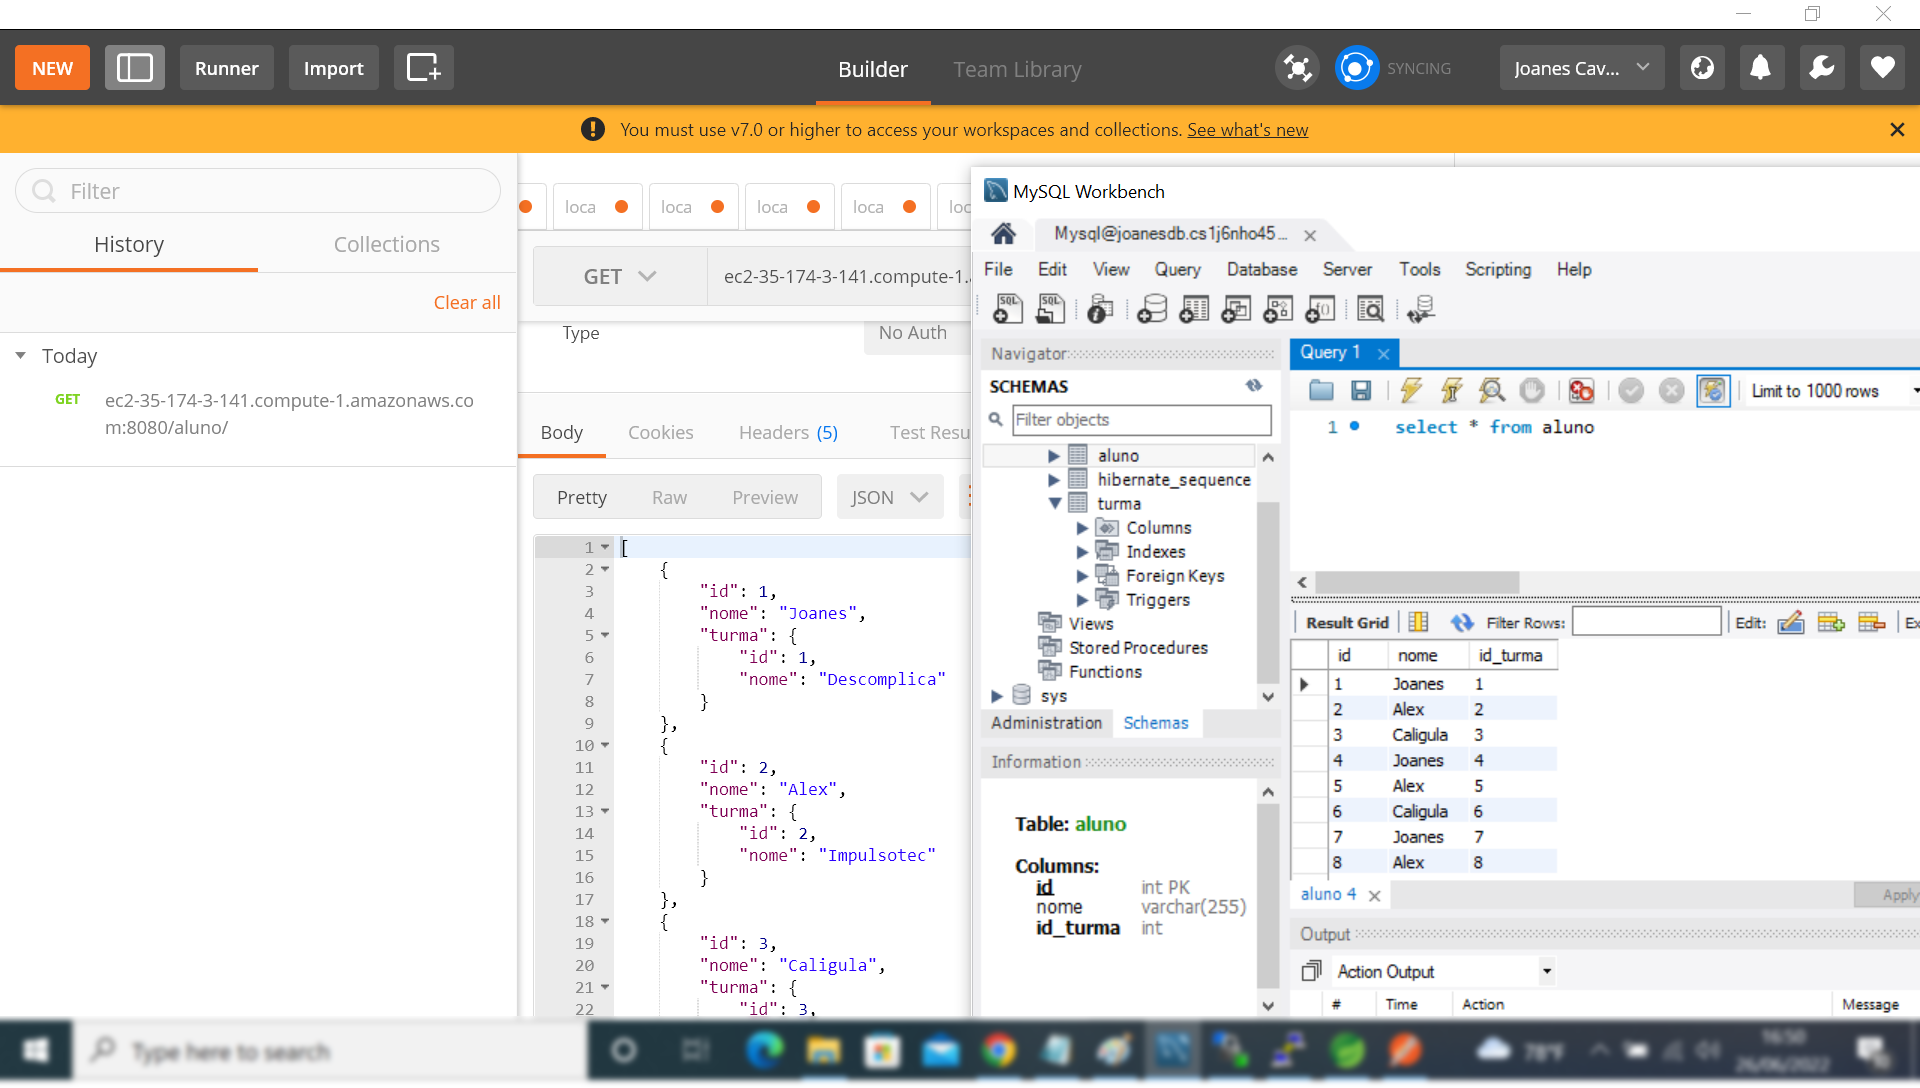 NEW
Runner
Import
Builder
Team Library
SYNCING
Joanes Cav...
You must use v7.0 or higher to access your workspaces and collections. See what's new
Filter
History
Collections
Clear all
Today
GET
ec2-35-174-3-141.compute-1.amazonaws.co
m:8080/aluno/
loca
loca
loca
loca
loc
GET
ec2-35-174-3-141.compute-1.
Type
No Auth
Body
Cookies
Headers (5)
Test Resu
Pretty
Raw
Preview
JSON
1 [
2 {
3 "id": 1,
4 "nome": "Joanes",
5 "turma": {
6 "id": 1,
7 "nome": "Descomplica"
8 }
9 },
10 {
11 "id": 2,
12 "nome": "Alex",
13 "turma": {
14 "id": 2,
15 "nome": "Impulsotec"
16 }
17 },
18 {
19 "id": 3,
20 "nome": "Caligula",
21 "turma": {
22 "id": 3,
MySQL Workbench
Mysql@joanesdb.cs1j6nho45...
File Edit View Query Database Server Tools Scripting Help
Navigator
SCHEMAS
Filter objects
aluno
hibernate_sequence
turma
Columns
Indexes
Foreign Keys
Triggers
Views
Stored Procedures
Functions
sys
Administration
Schemas
Information
Table: aluno
Columns:
id int PK
nome varchar(255)
id_turma int
Query 1
Limit to 1000 rows
1 select * from aluno
Result Grid
Filter Rows:
Edit:
Ex
id nome id_turma
1 Joanes 1
2 Alex 2
3 Caligula 3
4 Joanes 4
5 Alex 5
6 Caligula 6
7 Joanes 7
8 Alex 8
aluno 4
Apply
Output
Action Output
# Time Action Message
Type here to search
78°F
16:50
26/06/2022